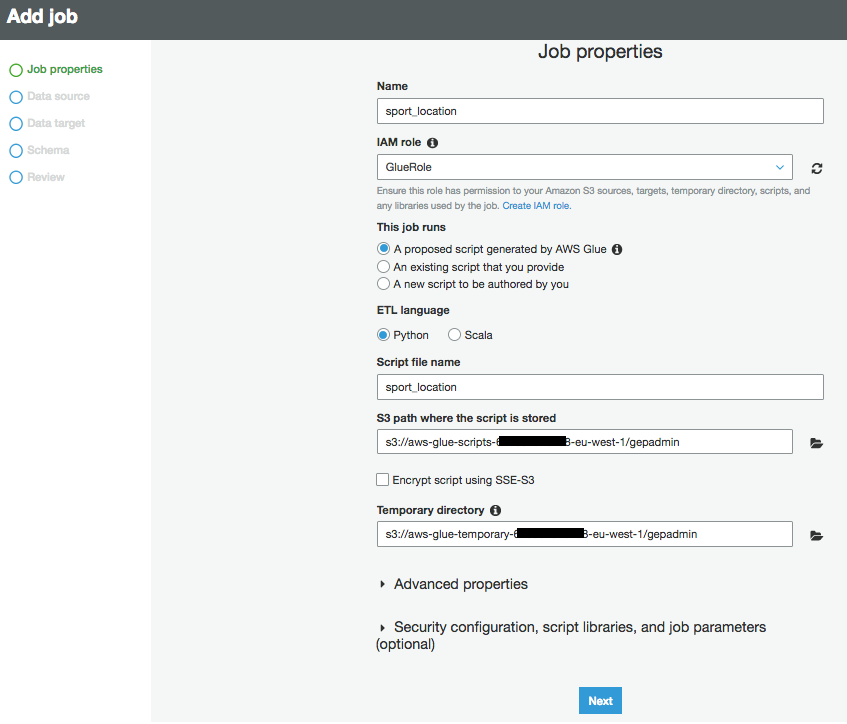 Add job
Job properties
Data source
Data target
Schema
Review
Job properties
Name
sport_location
IAM role
GlueRole
Ensure this role has permission to your Amazon S3 sources, targets, temporary directory, scripts, and
any libraries used by the job. Create IAM role.
This job runs
A proposed script generated by AWS Glue
An existing script that you provide
A new script to be authored by you
ETL language
Python Scala
Script file name
sport_location
S3 path where the script is stored
s3://aws-glue-scripts-6 8-eu-west-1/gepadmin
Encrypt script using SSE-S3
Temporary directory
s3://aws-glue-temporary-6 8-eu-west-1/gepadmin
Advanced properties
Security configuration, script libraries, and job parameters
(optional)
Next